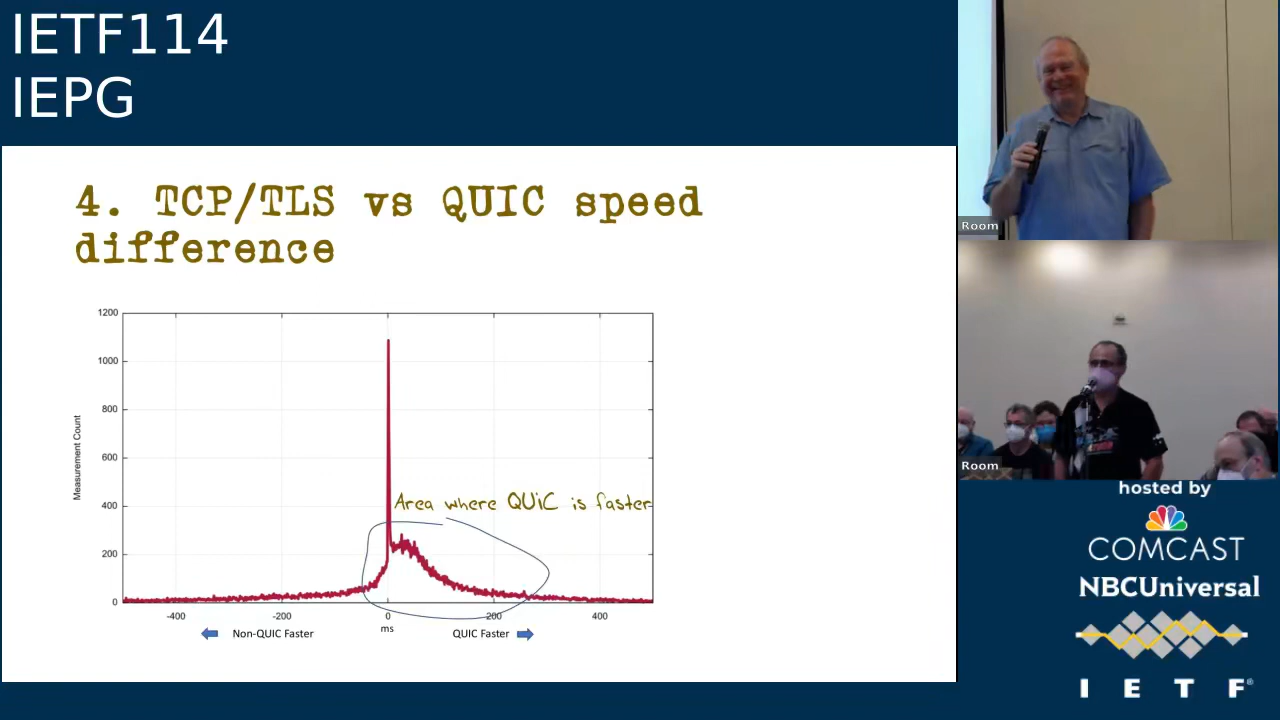 IETF114
IEPG
4. TCP/TLS vs QUIC speed
difference
1200
1000
800
600
400
200
0
Measurement Count
Area where QUIC is faster
-400
-200
0
200
400
ms
Non-QUIC Faster
QUIC Faster
Room
Room
hosted by
COMCAST
NBCUniversal
I E T F®